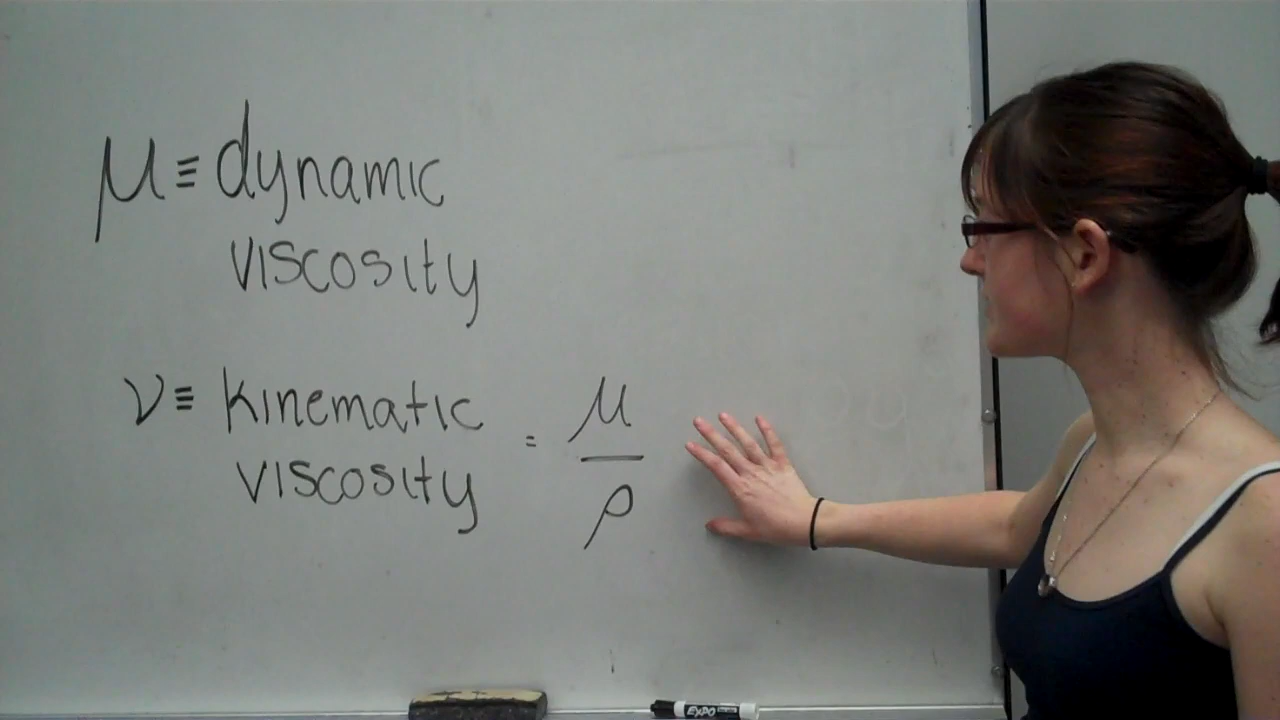 μ ≡ dynamic
viscosity
ν ≡ kinematic
viscosity
= μ/ρ
EXPO